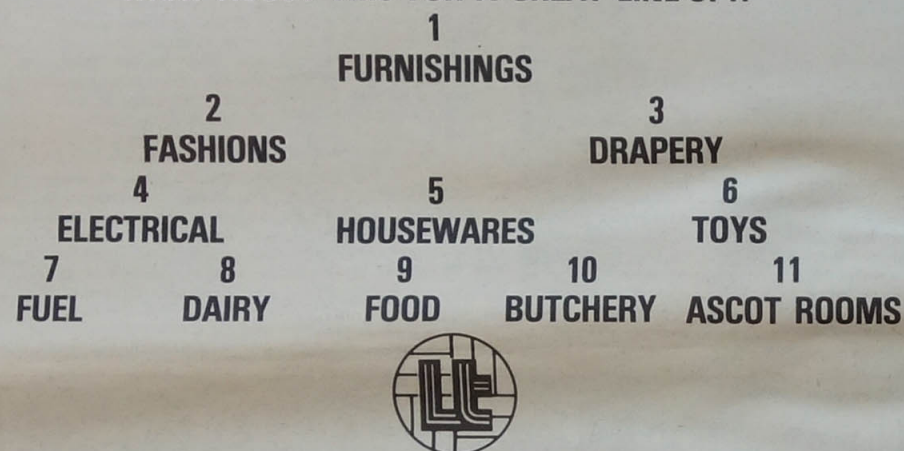 1
FURNISHINGS
2 3
FASHIONS DRAPERY
4 5 6
ELECTRICAL HOUSEWARES TOYS
7 8 9 10 11
FUEL DAIRY FOOD BUTCHERY ASCOT ROOMS